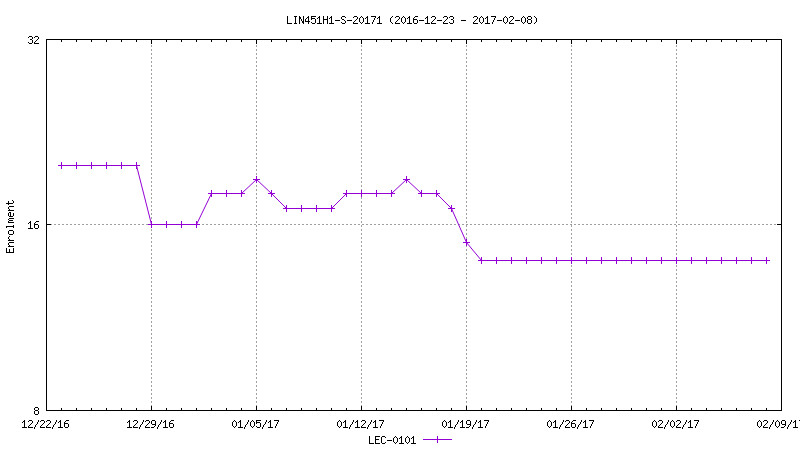 LIN451H1-S-20171 (2016-12-23 - 2017-02-08)
32
16
8
Enrolment
12/22/16 12/29/16 01/05/17 01/12/17 01/19/17 01/26/17 02/02/17 02/09/1
LEC-0101